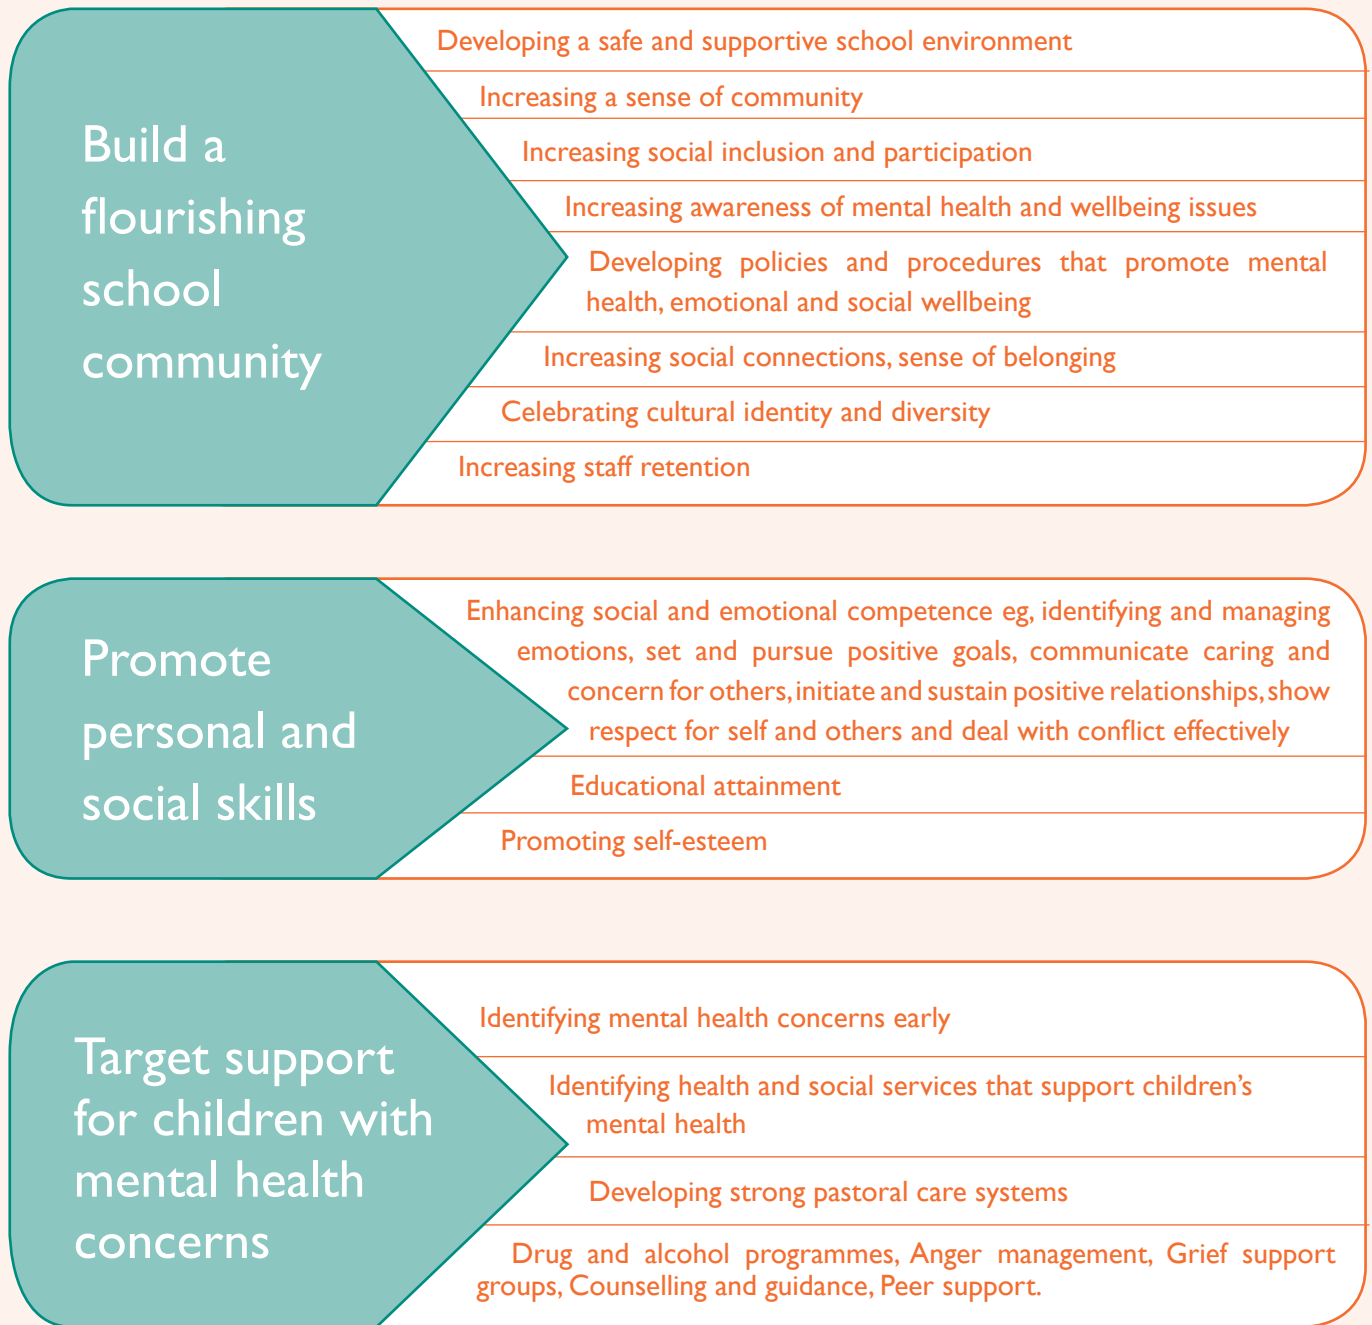 Build a
flourishing
school
community
Developing a safe and supportive school environment
Increasing a sense of community
Increasing social inclusion and participation
Increasing awareness of mental health and wellbeing issues
Developing policies and procedures that promote mental
health, emotional and social wellbeing
Increasing social connections, sense of belonging
Celebrating cultural identity and diversity
Increasing staff retention
Promote
personal and
social skills
Enhancing social and emotional competence eg, identifying and managing
emotions, set and pursue positive goals, communicate caring and
concern for others, initiate and sustain positive relationships, show
respect for self and others and deal with conflict effectively
Educational attainment
Promoting self-esteem
Target support
for children with
mental health
concerns
Identifying mental health concerns early
Identifying health and social services that support children’s
mental health
Developing strong pastoral care systems
Drug and alcohol programmes, Anger management, Grief support
groups, Counselling and guidance, Peer support.